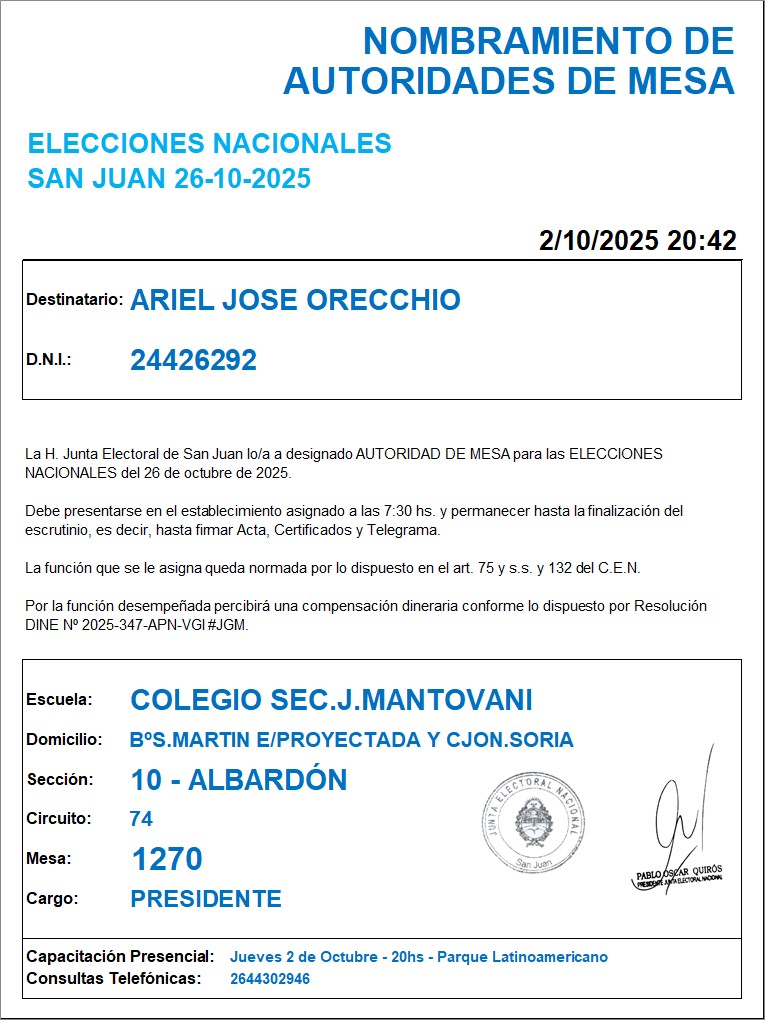 NOMBRAMIENTO DE
AUTORIDADES DE MESA
ELECCIONES NACIONALES
SAN JUAN 26-10-2025
2/10/2025 20:42
Destinatario: ARIEL JOSE ORECCHIO
D.N.I.: 24426292
La H. Junta Electoral de San Juan lo/a a designado AUTORIDAD DE MESA para las ELECCIONES
NACIONALES del 26 de octubre de 2025.
Debe presentarse en el establecimiento asignado a las 7:30 hs. y permanecer hasta la finalización del
escrutinio, es decir, hasta firmar Acta, Certificados y Telegrama.
La función que se le asigna queda normada por lo dispuesto en el art. 75 y s.s. y 132 del C.E.N.
Por la función desempeñada percibirá una compensación dineraria conforme lo dispuesto por Resolución
DINE Nº 2025-347-APN-VGI#JGM.
Escuela: COLEGIO SEC.J.MANTOVANI
Domicilio: BºS.MARTIN E/PROYECTADA Y CJON.SORIA
Sección: 10 - ALBARDÓN
Circuito: 74
Mesa: 1270
Cargo: PRESIDENTE
JUNTA ELECTORAL NACIONAL
San Juan
PABLO OSCAR QUIRÓS
PRESIDENTE JUNTA ELECTORAL NACIONAL
Capacitación Presencial: Jueves 2 de Octubre - 20hs - Parque Latinoamericano
Consultas Telefónicas: 2644302946